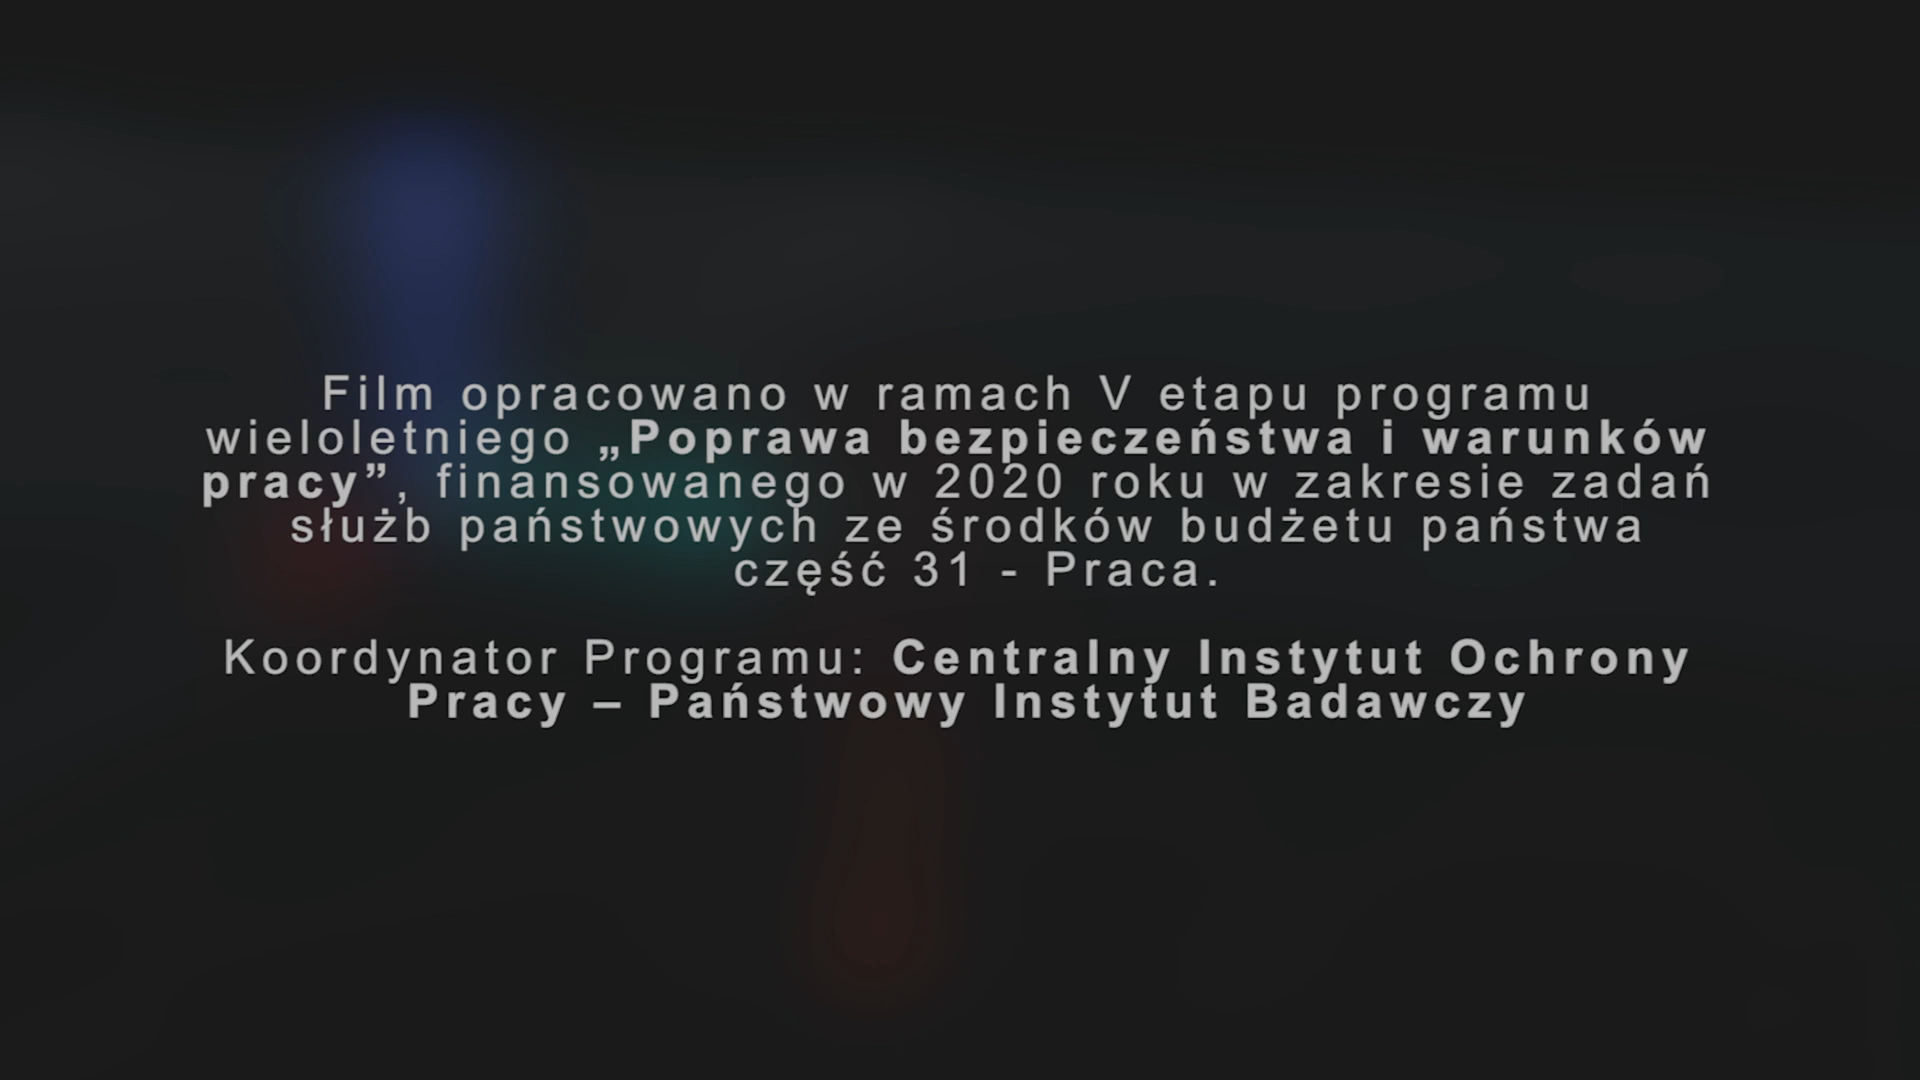 Film opracowano w ramach V etapu programu
wieloletniego „Poprawa bezpieczeństwa i warunków
pracy”, finansowanego w 2020 roku w zakresie zadań
służb państwowych ze środków budżetu państwa
część 31 - Praca.
Koordynator Programu: Centralny Instytut Ochrony
Pracy – Państwowy Instytut Badawczy